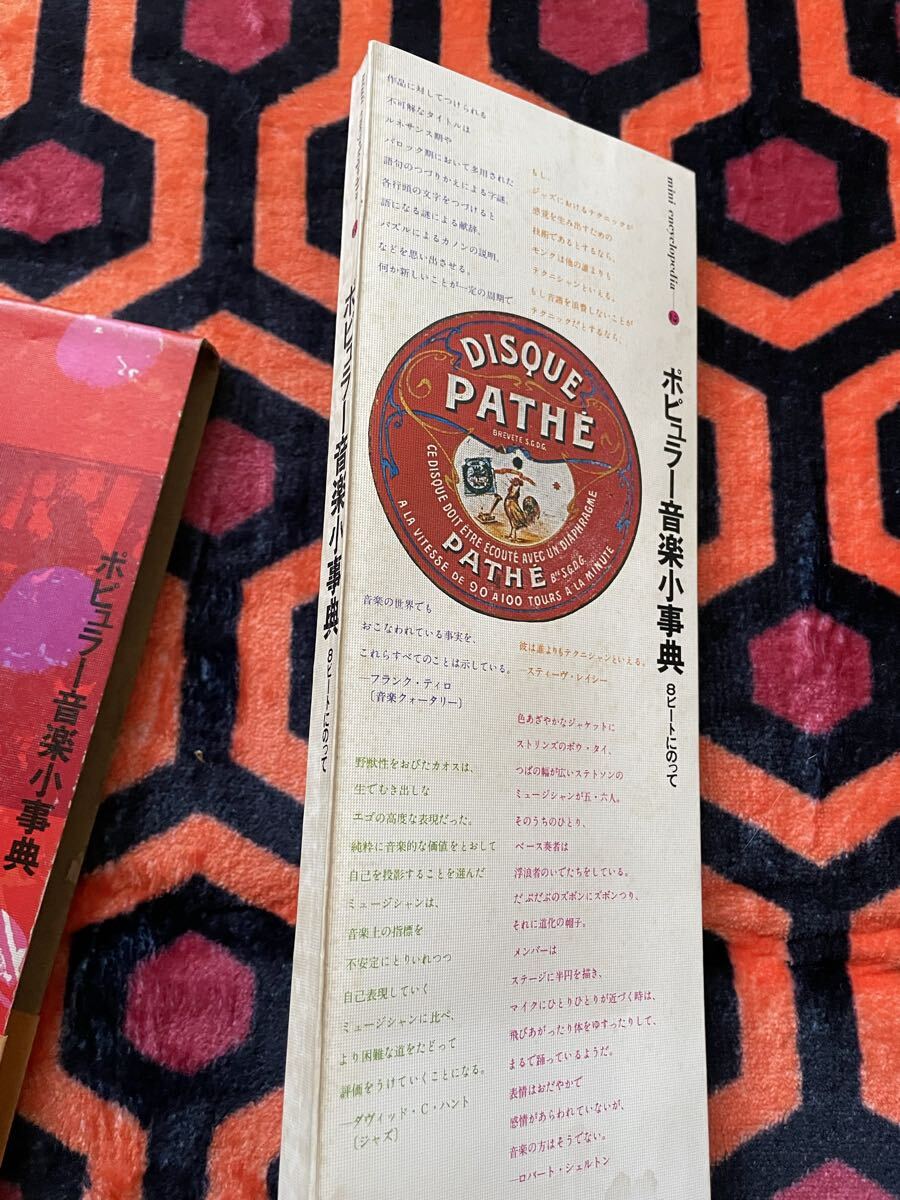 作品に対してつけられる
不可解なタイトルは
ルネサンス期や
バロック期において多用された
語句のつづりかえによる字謎、
各行頭の文字をつづけると
語になる謎による献辞、
パズルによるカノンの説明、
などを思い出させる。
何か新しいことが一定の周期で
もし、
ジャズにおけるテクニックが
感覚を生み出すための
技術であるとするなら、
モンクは他の誰よりも
テクニシャンといえる、
もし音譜を浪費しないことが
テクニックだとするなら、
mini encyclopedia
ポピュラー音楽小事典
8ビートにのって
DISQUE
PATHÉ
BREVETÉ S.G.D.G.
CE DISQUE DOIT ÊTRE ÉCOUTÉ AVEC UN DIAPHRAGME
PATHÉ Bté S.G.D.G.
A LA VITESSE DE 90 A 100 TOURS A LA MINUTE
音楽の世界でも
おこなわれている事実を、
これらすべてのことは示している。
—フランク・ティロ
〔音楽クォータリー〕
彼は誰よりもテクニシャンといえる。
—スティーヴ・レイシー
野獣性をおびたカオスは、
生でむき出しな
エゴの高度な表現だった。
純粋に音楽的な価値をとおして
自己を投影することを選んだ
ミュージシャンは、
音楽上の指標を
不安定にとりいれつつ
自己表現していく
ミュージシャンに比べ、
より困難な道をたどって
評価をうけていくことになる。
—ダヴィッド・C・ハント
〔ジャズ〕
色あざやかなジャケットに
ストリンズのボウ・タイ、
つばの幅が広いステトソンの
ミュージシャンが五・六人。
そのうちのひとり、
ベース奏者は
浮浪者のいでたちをしている。
だぶだぶのズボンにズボンつり、
それに道化の帽子。
メンバーは
ステージに半円を描き、
マイクにひとりひとりが近づく時は、
飛びあがったり体をゆすったりして、
まるで踊っているようだ。
表情はおだやかで
感情があらわれていないが、
音楽の方はそうでない。
—ロバート・シェルトン
ポピュラー音楽小事典
8ビートにのって
ポピュラー音楽小事典